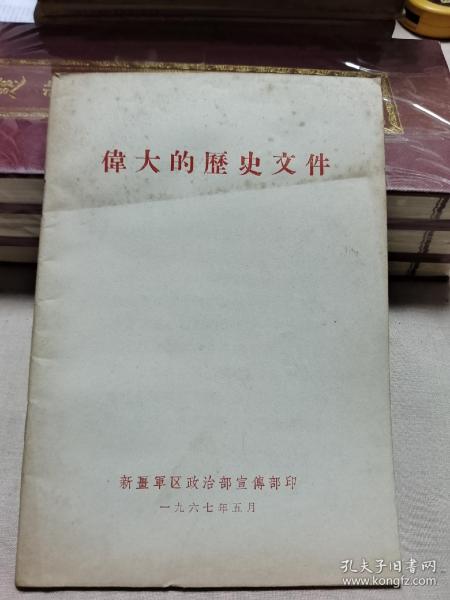 偉大的歷史文件
新畺軍区政治部宣傳部印
一九六七年五月
孔夫子旧书网
www.kongfz.com